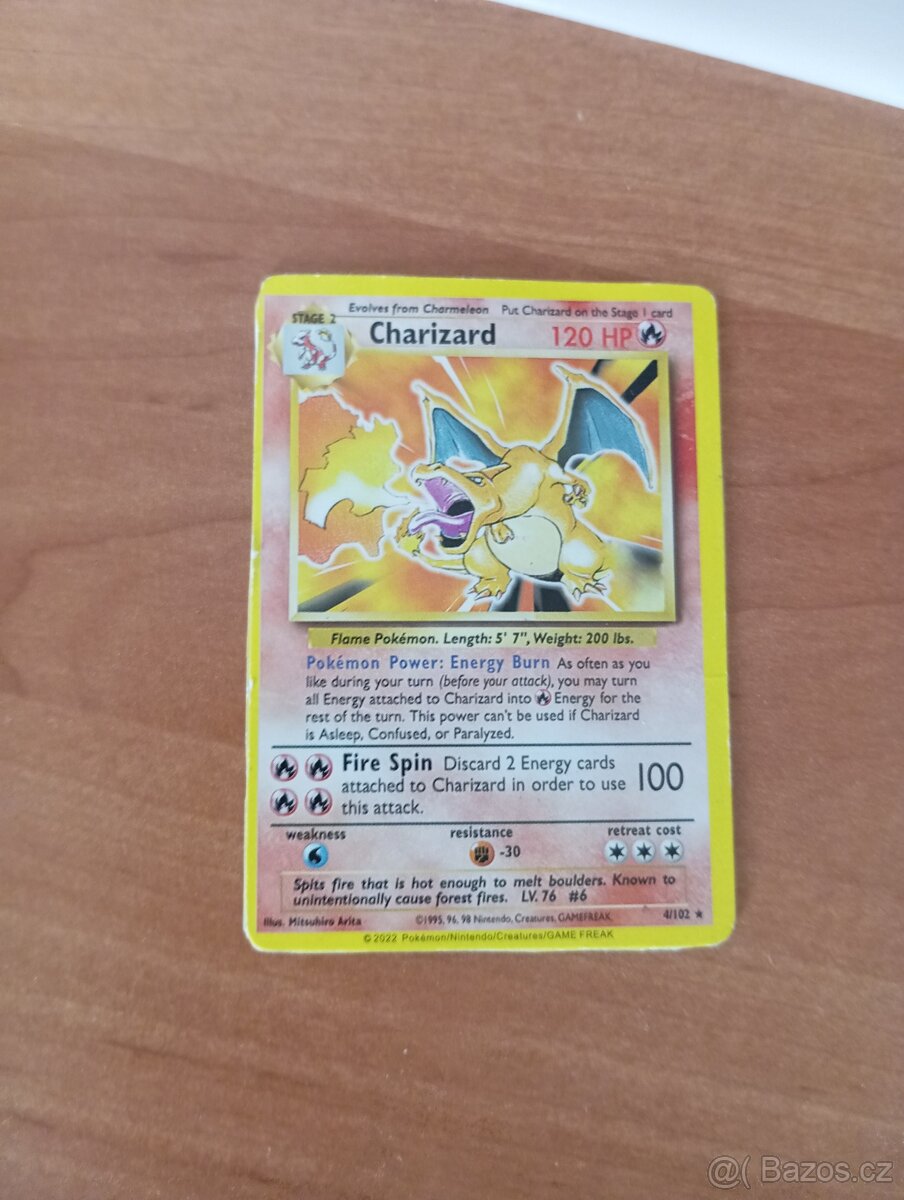 Evolves from Charmeleon Put Charizard on the Stage 1 card
STAGE 2
Charizard 120 HP
Flame Pokémon. Length: 5' 7", Weight: 200 lbs.
Pokémon Power: Energy Burn As often as you
like during your turn (before your attack), you may turn
all Energy attached to Charizard into Energy for the
rest of the turn. This power can't be used if Charizard
is Asleep, Confused, or Paralyzed.
Fire Spin Discard 2 Energy cards
attached to Charizard in order to use 100
this attack.
weakness resistance retreat cost
-30
Spits fire that is hot enough to melt boulders. Known to
unintentionally cause forest fires. LV. 76 #6
Illus. Mitsuhiro Arita ©1995, 96, 98 Nintendo, Creatures, GAMEFREAK 4/102 ★
© 2022 Pokémon/Nintendo/Creatures/GAME FREAK
@( Bazos.cz